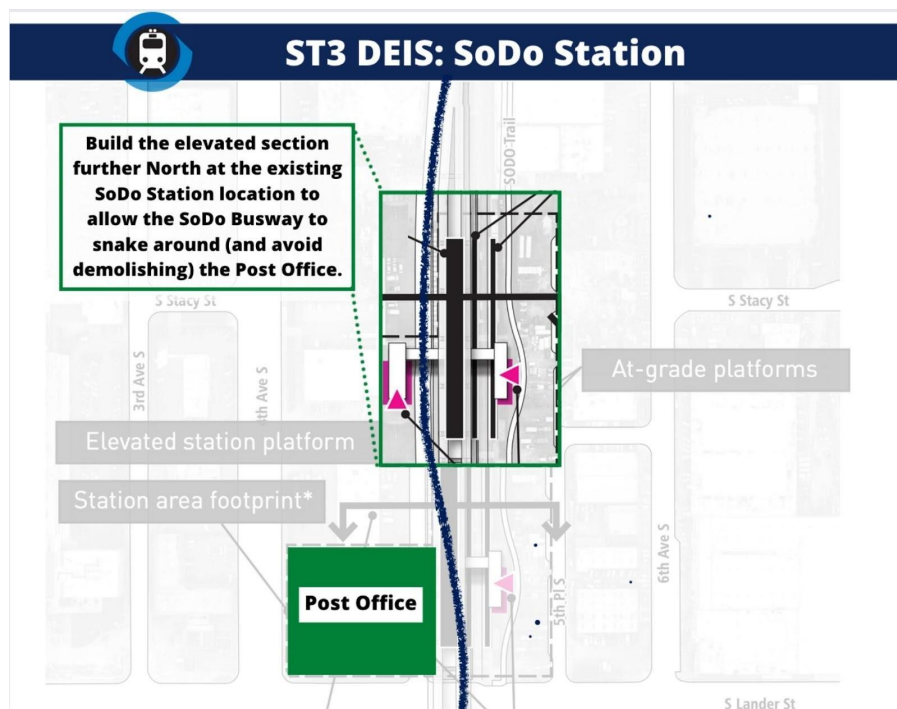 ST3 DEIS: SoDo Station
Build the elevated section
further North at the existing
SoDo Station location to
allow the SoDo Busway to
snake around (and avoid
demolishing) the Post Office.
SODO Trail
S Stacy St
S Stacy St
3rd Ave S
4th Ave S
At-grade platforms
Elevated station platform
Station area footprint*
6th Ave S
5th Pl S
Post Office
S Lander St